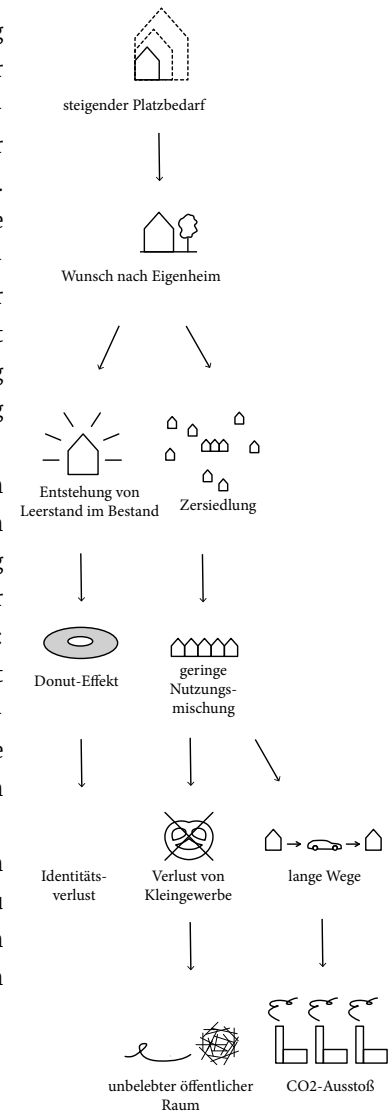 steigender Platzbedarf
Wunsch nach Eigenheim
Entstehung von
Leerstand im Bestand
Zersiedlung
Donut-Effekt
geringe
Nutzungs-
mischung
Identitäts-
verlust
Verlust von
Kleingewerbe
lange Wege
unbelebter öffentlicher
Raum
CO2-Ausstoß